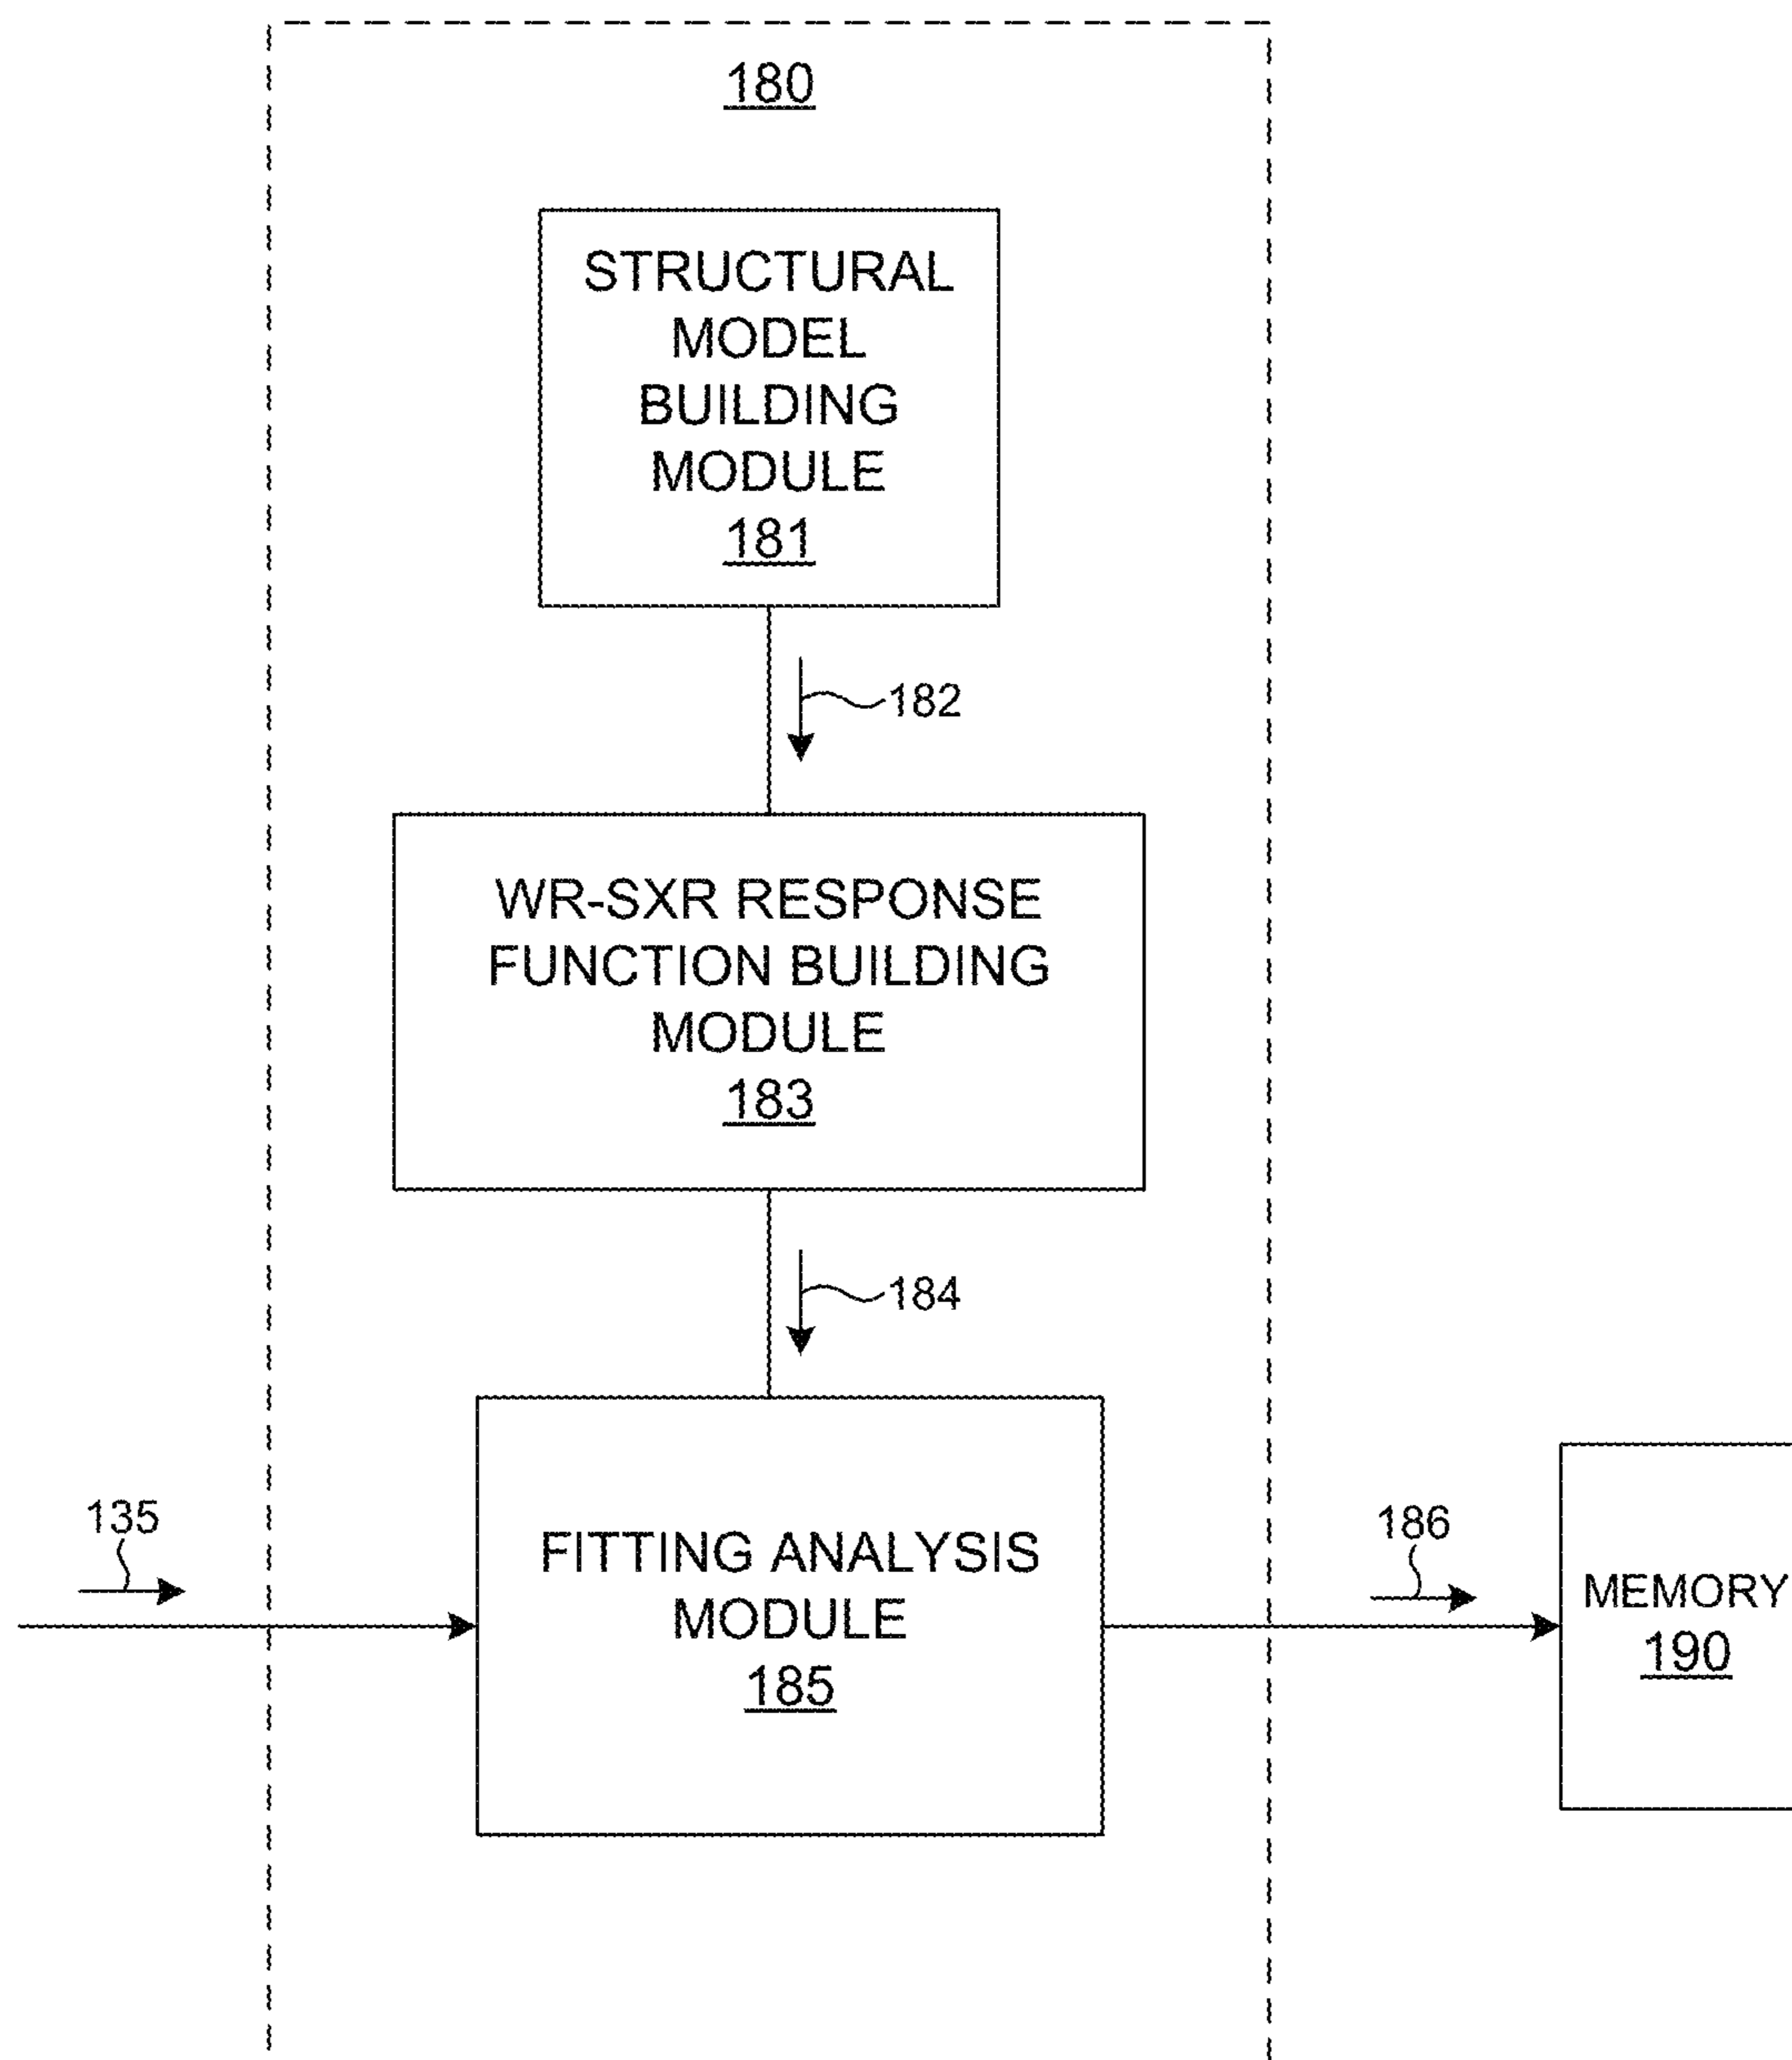 180
STRUCTURAL
MODEL
BUILDING
MODULE
181
182
WR-SXR RESPONSE
FUNCTION BUILDING
MODULE
183
184
135
FITTING ANALYSIS
MODULE
185
186
MEMORY
190